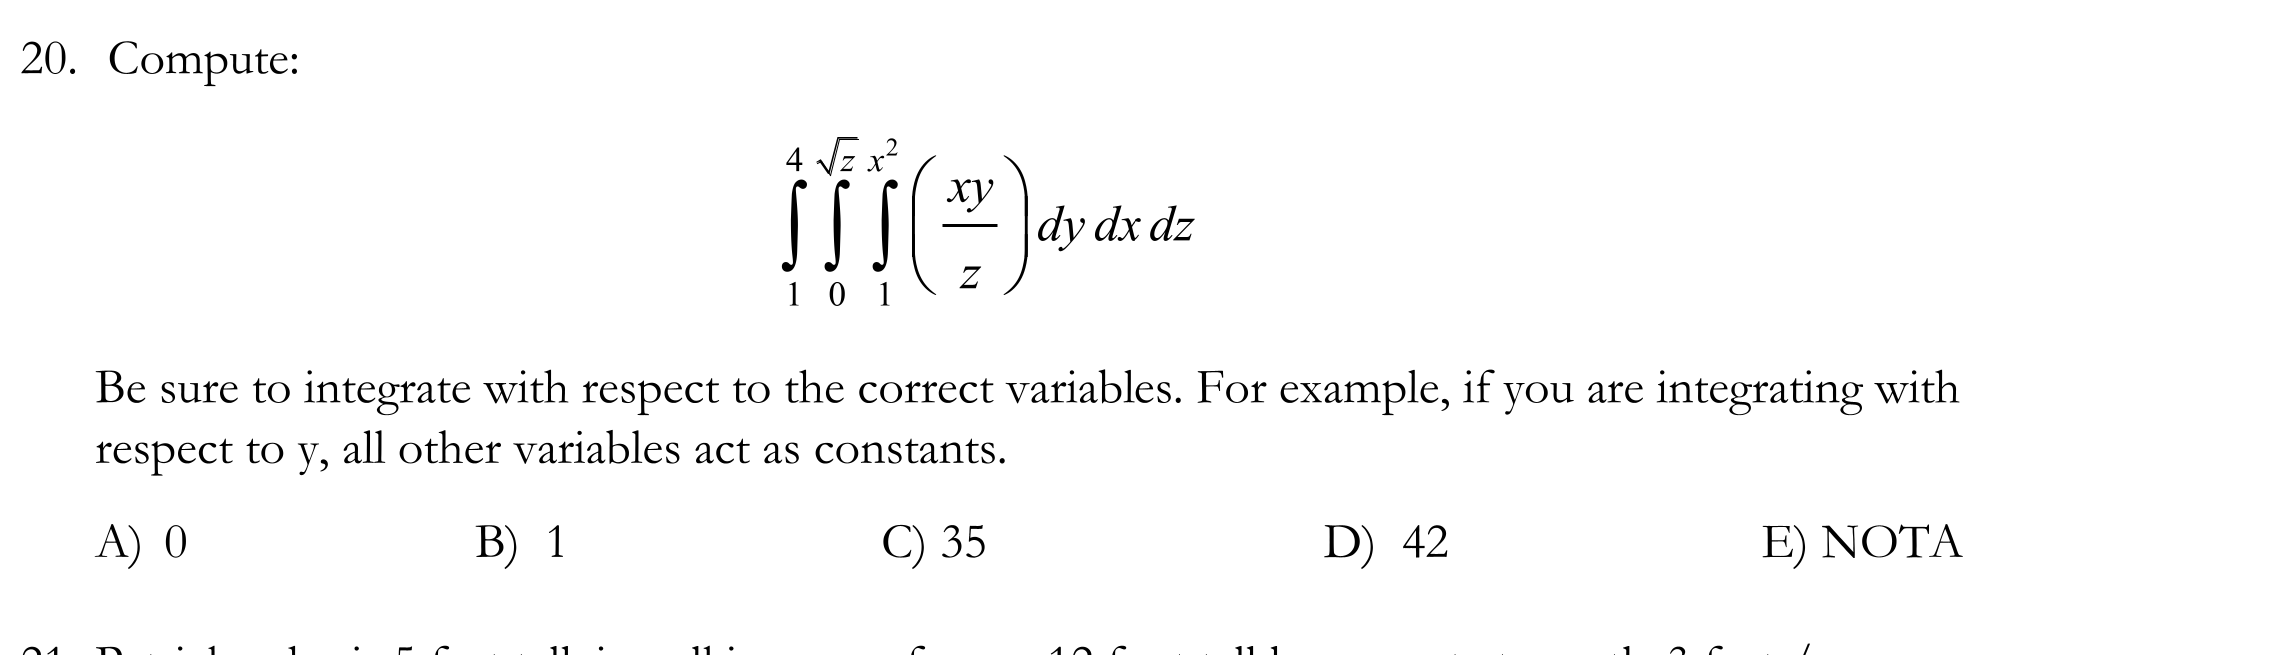 20. Compute:
∫₁⁴ ∫₀^√z ∫₁^x² (xy/z) dy dx dz
Be sure to integrate with respect to the correct variables. For example, if you are integrating with
respect to y, all other variables act as constants.
A) 0 B) 1 C) 35 D) 42 E) NOTA